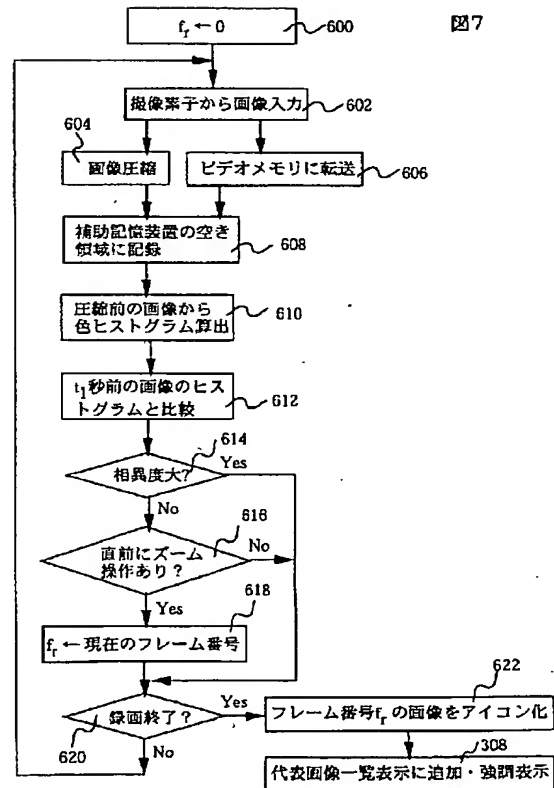 図7
fr ← 0
600
撮像素子から画像入力
602
604
画像圧縮
ビデオメモリに転送
606
補助記憶装置の空き
領域に記録
608
圧縮前の画像から
色ヒストグラム算出
610
t1秒前の画像のヒス
トグラムと比較
612
614
相異度大?
Yes
No
616
直前にズーム
操作あり?
No
Yes
618
fr ← 現在のフレーム番号
録画終了?
Yes
620
No
622
フレーム番号frの画像をアイコン化
308
代表画像一覧表示に追加・強調表示